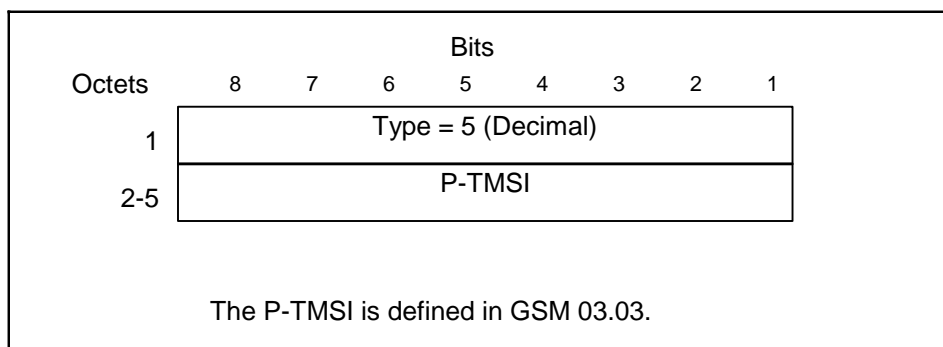 Bits
Octets 8 7 6 5 4 3 2 1
1 Type = 5 (Decimal)
2-5 P-TMSI
The P-TMSI is defined in GSM 03.03.